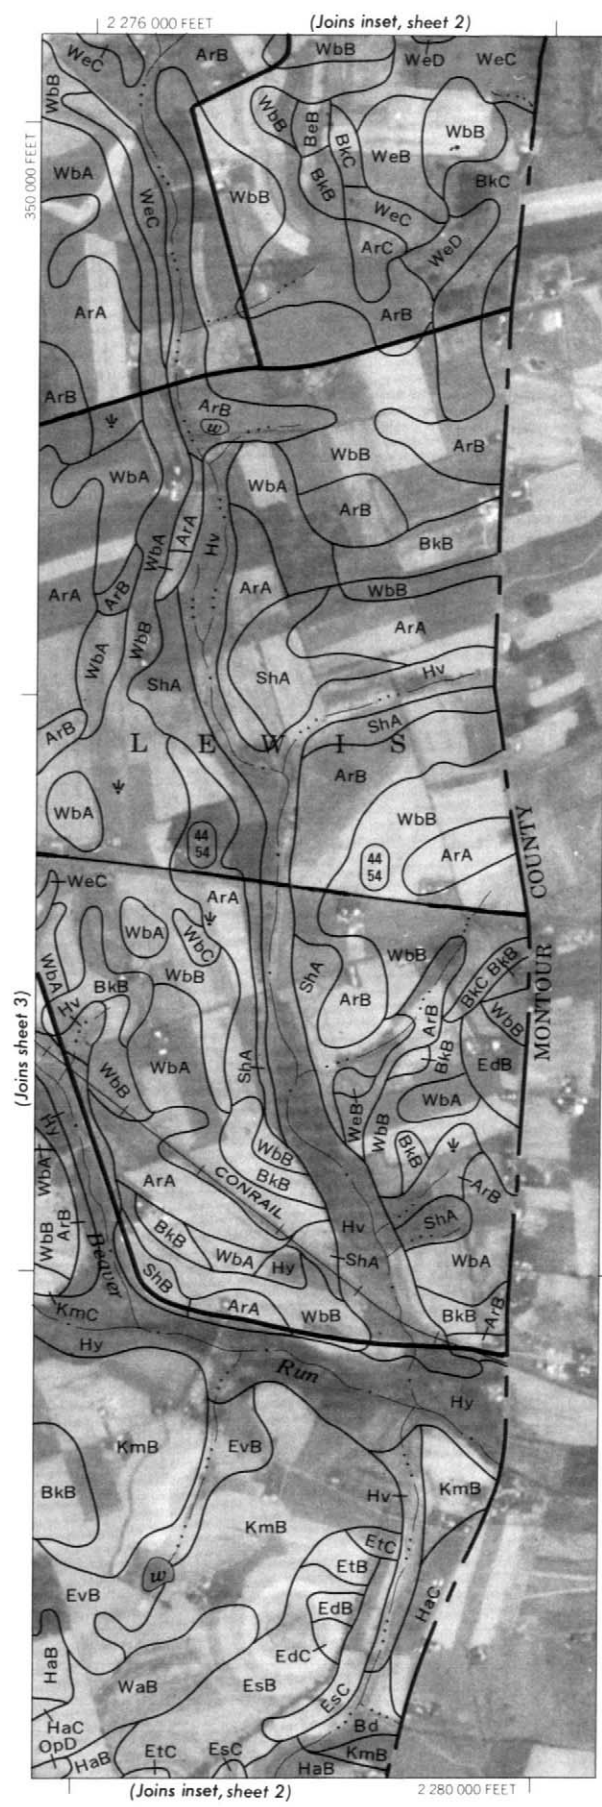 2 276 000 FEET
(Joins inset, sheet 2)
WeC
ArB
WbB
WeD
WeC
WbB
350 000 FEET
WbB
BeB
BkC
WeB
WbB
WbA
WeC
WbB
BkB
BkC
WeC
ArC
WeD
ArA
ArB
ArB
ArB
w
WbB
ArB
WbA
WbA
ArB
WbA
ArA
Hv
BkB
ArA
ArB
ArA
WbB
WbB
ArA
WbA
ShA
ShA
Hv
ArB
ShA
L E W I S
ArB
WbA
WbB
44
54
44
54
ArA
COUNTY
WeC
ArA
WbA
WbC
WbB
WbA
BkB
WbB
ShA
ArB
BkC
BkB
MONTOUR
(Joins sheet 3)
Hv
ArB
WbB
WbB
WbA
ShA
BkB
EdB
WeB
WbB
WbA
Hy
WbA
WbB
BkB
BkB
ArA
CONRAIL
ArB
WbB
ArB
Beaver
BkB
WbA
Hy
Hv
ShA
ShA
WbA
ShB
ArA
WbB
BkB
ArB
KmC
Hy
Run
Hy
KmB
EvB
BkB
Hv
KmB
KmB
EtC
EtB
w
EvB
EdB
HaC
HaB
EdC
WaB
EsB
EsC
HaC
OpD
HaB
EtC
EsC
Bd
KmB
HaB
(Joins inset, sheet 2)
2 280 000 FEET